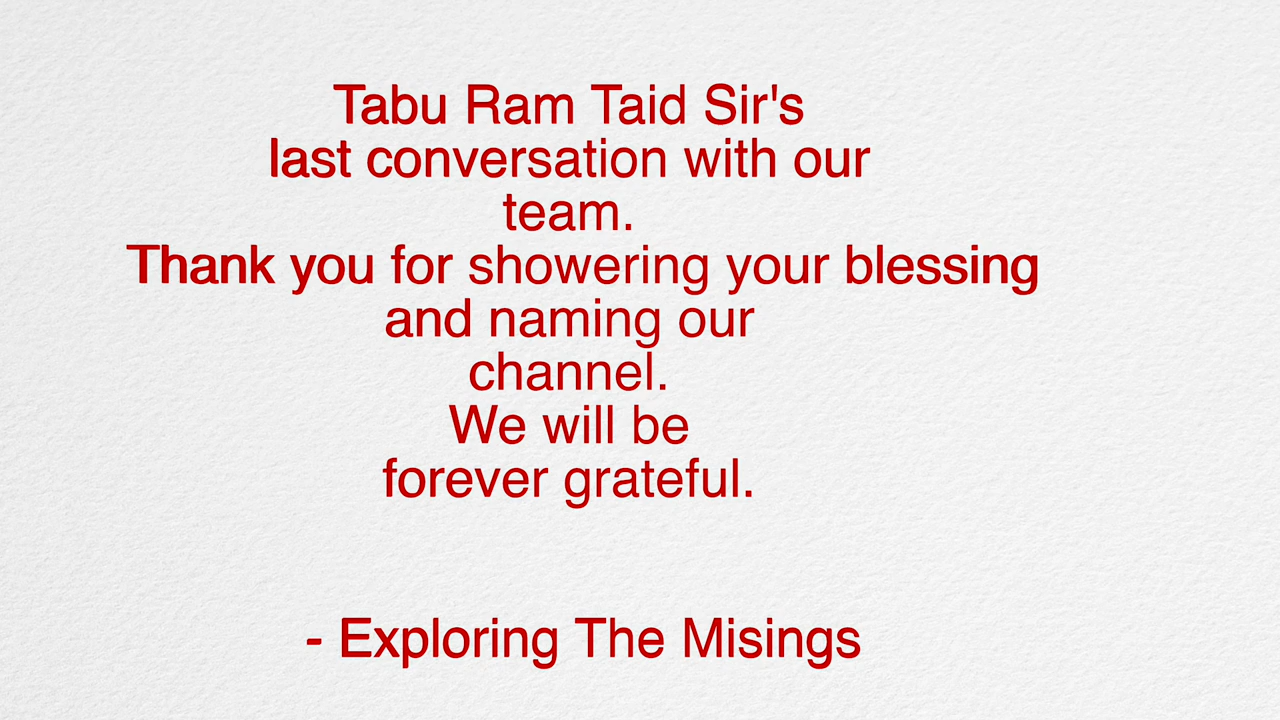 Tabu Ram Taid Sir's
last conversation with our
team.
Thank you for showering your blessing
and naming our
channel.
We will be
forever grateful.
- Exploring The Misings